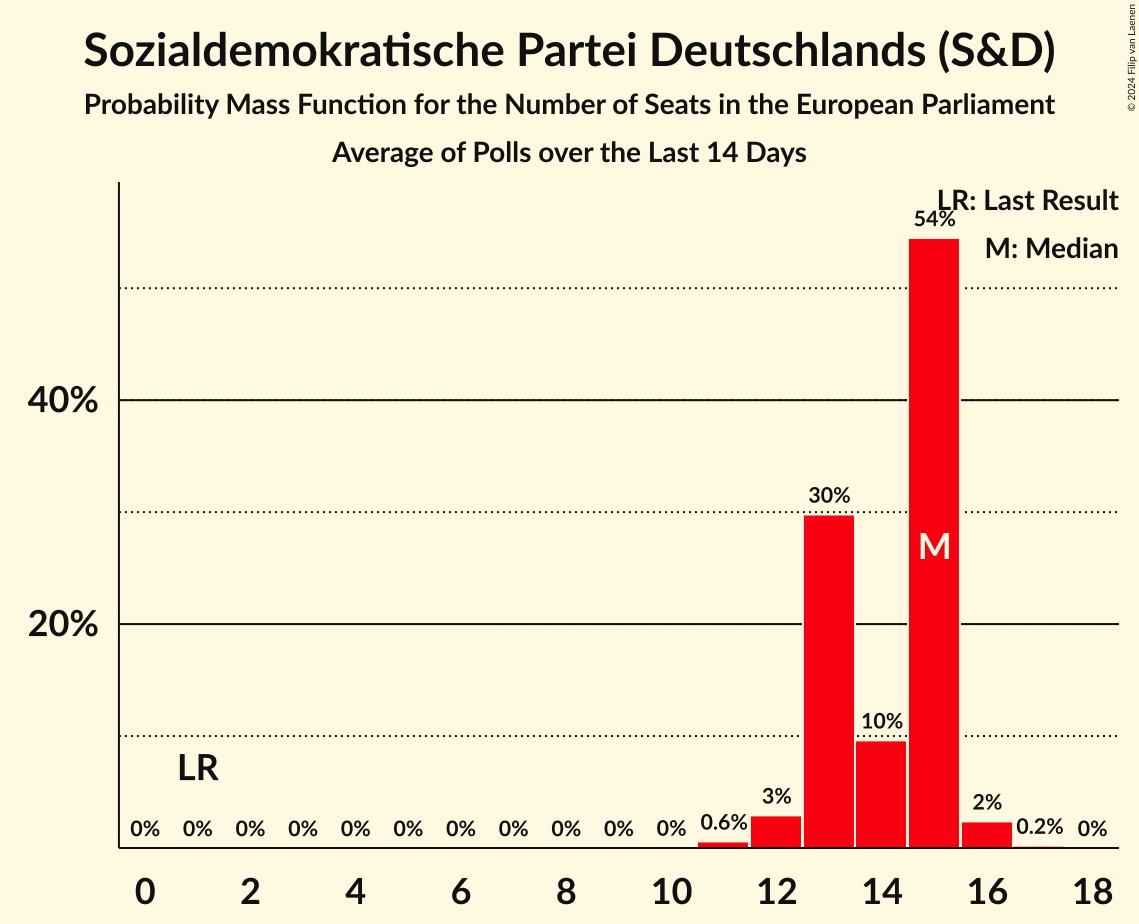 Sozialdemokratische Partei Deutschlands (S&D)
Probability Mass Function for the Number of Seats in the European Parliament
Average of Polls over the Last 14 Days
© 2024 Filip van Laenen
LR: Last Result
M: Median
54%
40%
30%
M
20%
10%
LR
0% 0% 0% 0% 0% 0% 0% 0% 0% 0% 0% 0.6% 3% 2% 0.2% 0%
0 2 4 6 8 10 12 14 16 18